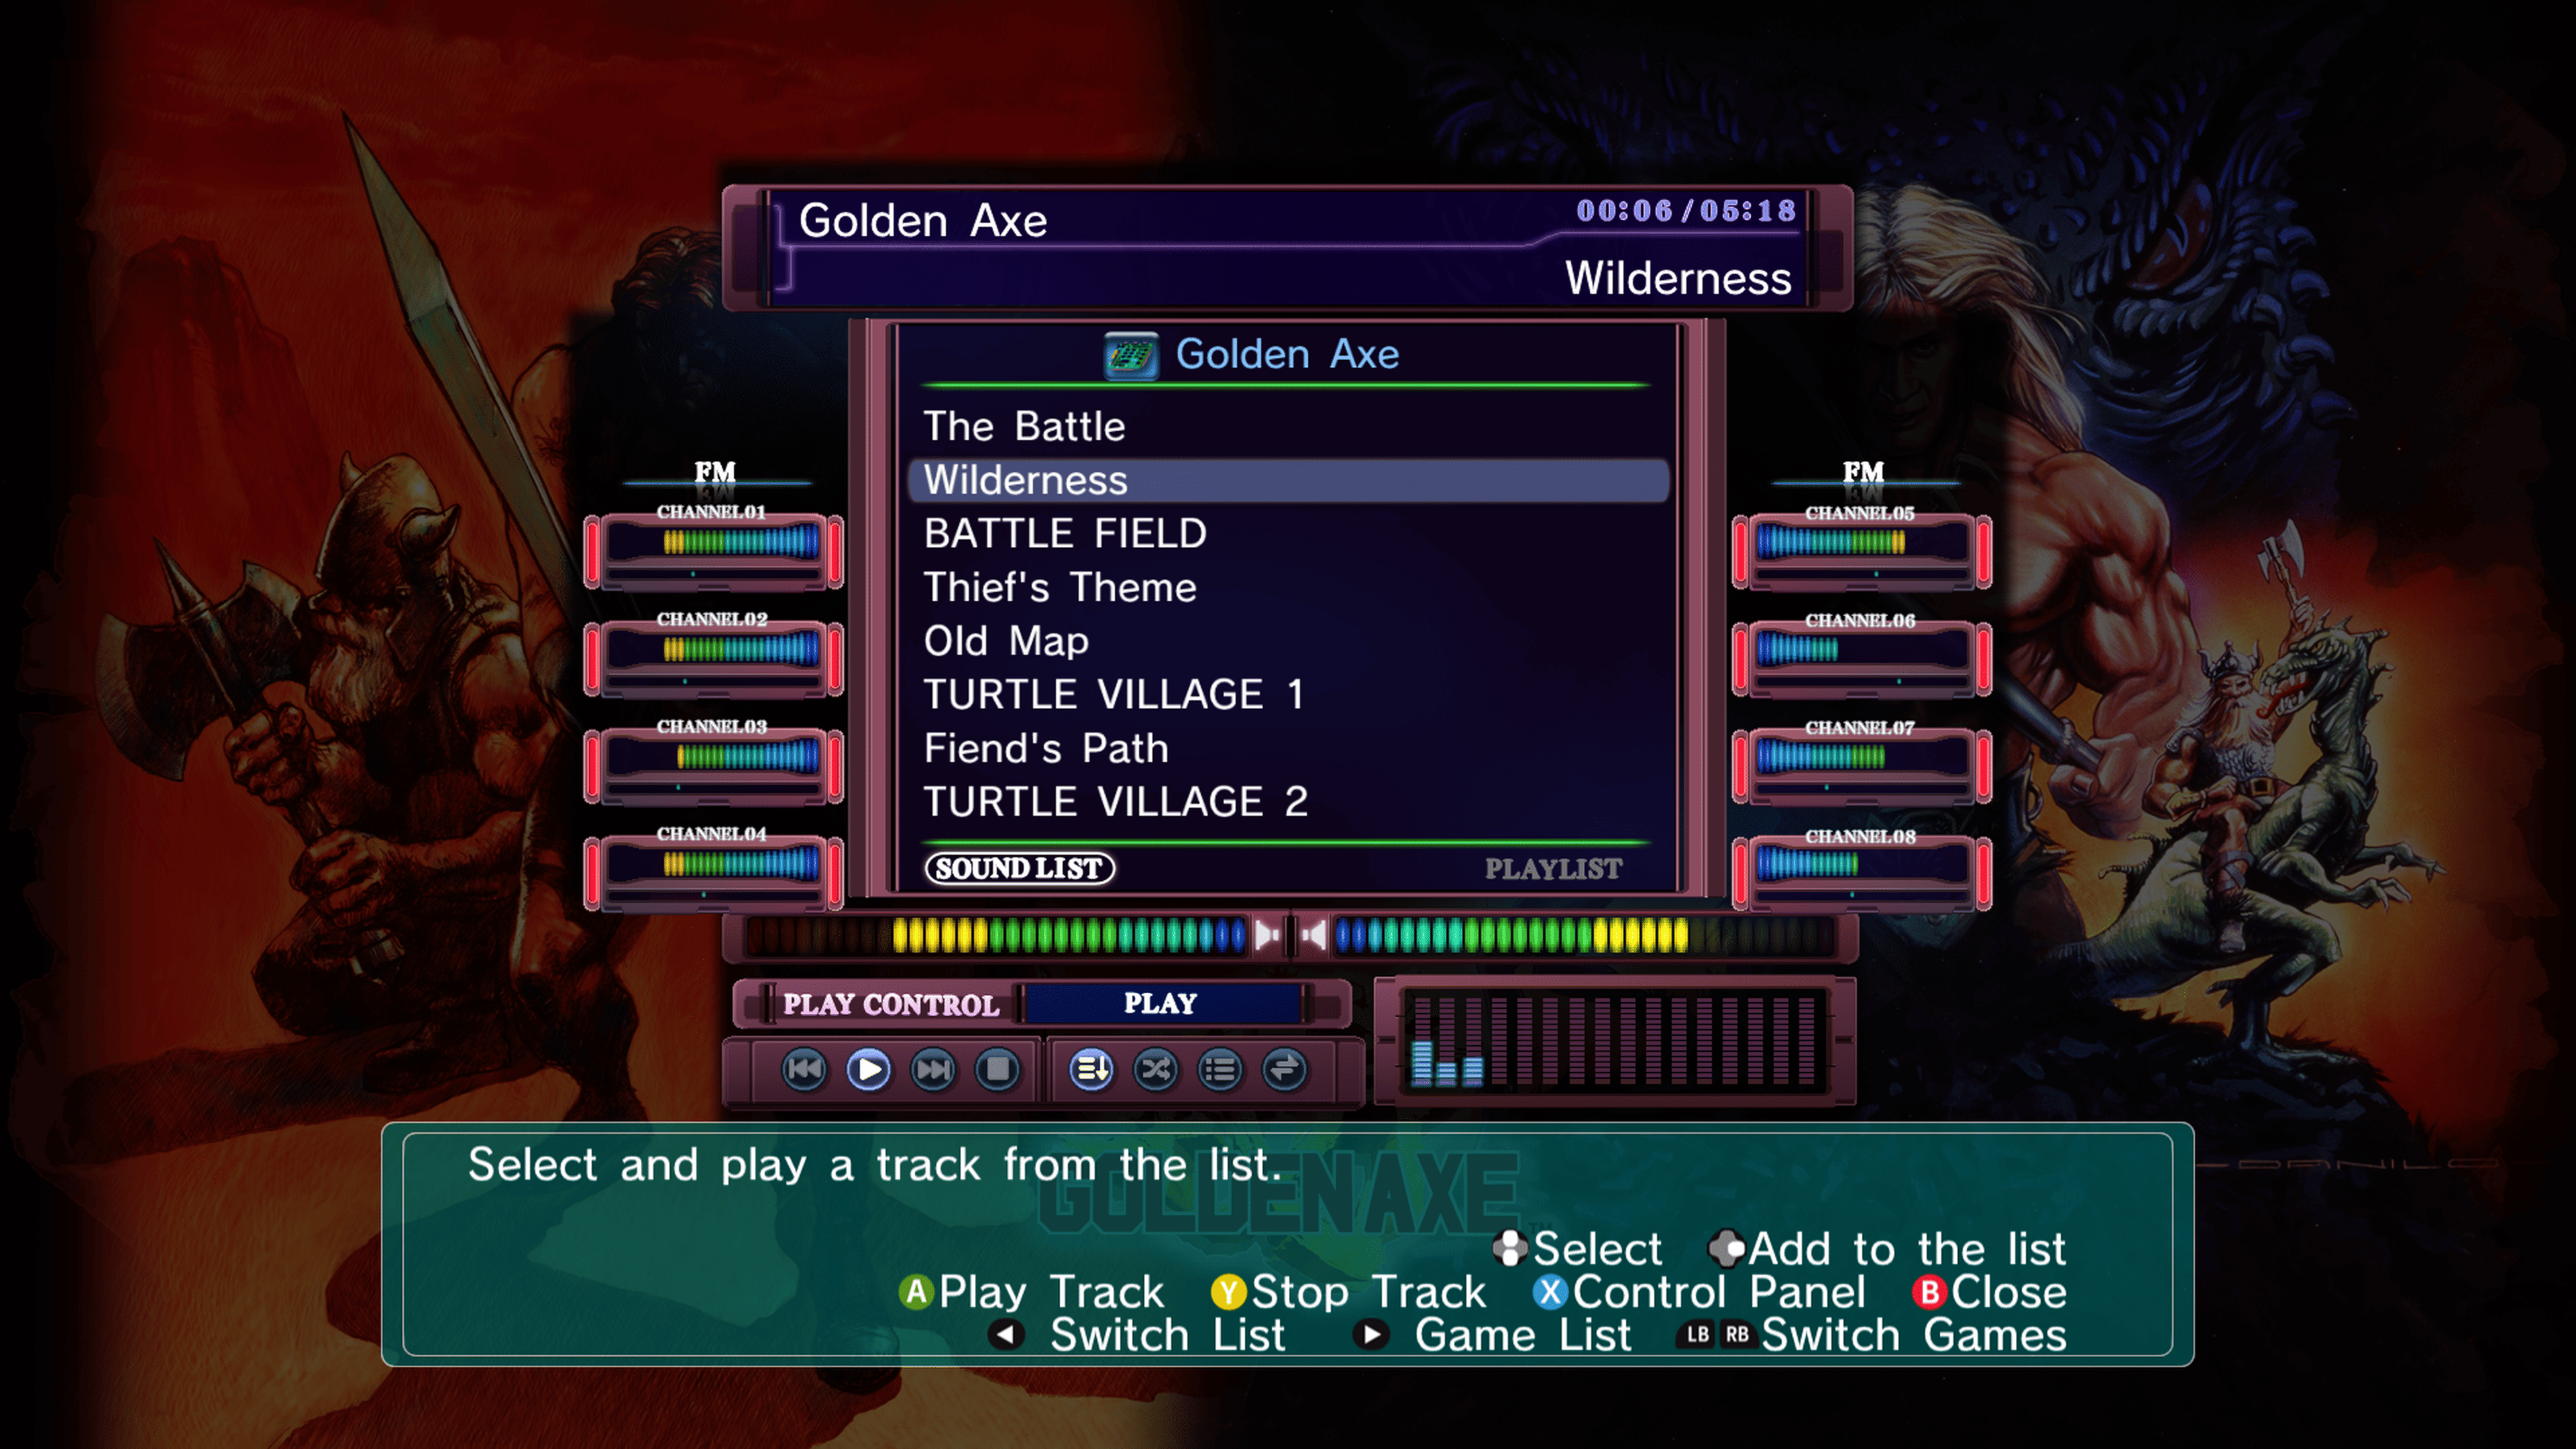 Golden Axe
00:06/05:18
Wilderness
Golden Axe
The Battle
Wilderness
BATTLE FIELD
Thief's Theme
Old Map
TURTLE VILLAGE 1
Fiend's Path
TURTLE VILLAGE 2
SOUND LIST
PLAYLIST
FM
CHANNEL01
CHANNEL02
CHANNEL03
CHANNEL04
FM
CHANNEL05
CHANNEL06
CHANNEL07
CHANNEL08
PLAY CONTROL
PLAY
Select and play a track from the list.
GOLDEN AXE™
Select Add to the list
A Play Track Y Stop Track X Control Panel B Close
Switch List Game List LB RB Switch Games
DANILO